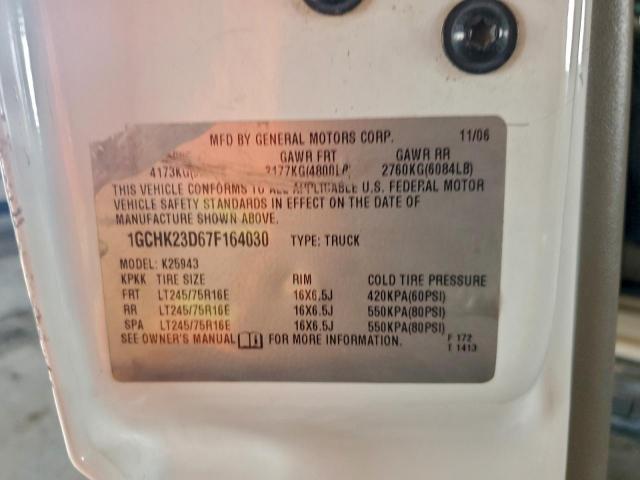 MFD BY GENERAL MOTORS CORP. 11/06
GAWR FRT GAWR RR
4173KG 2177KG(4800LB) 2760KG(6084LB)
THIS VEHICLE CONFORMS TO ALL APPLICABLE U.S. FEDERAL MOTOR
VEHICLE SAFETY STANDARDS IN EFFECT ON THE DATE OF
MANUFACTURE SHOWN ABOVE.
1GCHK23D67F164030 TYPE: TRUCK
MODEL: K25943
KPKK TIRE SIZE RIM COLD TIRE PRESSURE
FRT LT245/75R16E 16X6.5J 420KPA(60PSI)
RR LT245/75R16E 16X6.5J 550KPA(80PSI)
SPA LT245/75R16E 16X6.5J 550KPA(80PSI)
SEE OWNER'S MANUAL FOR MORE INFORMATION.
F 172
T 1413